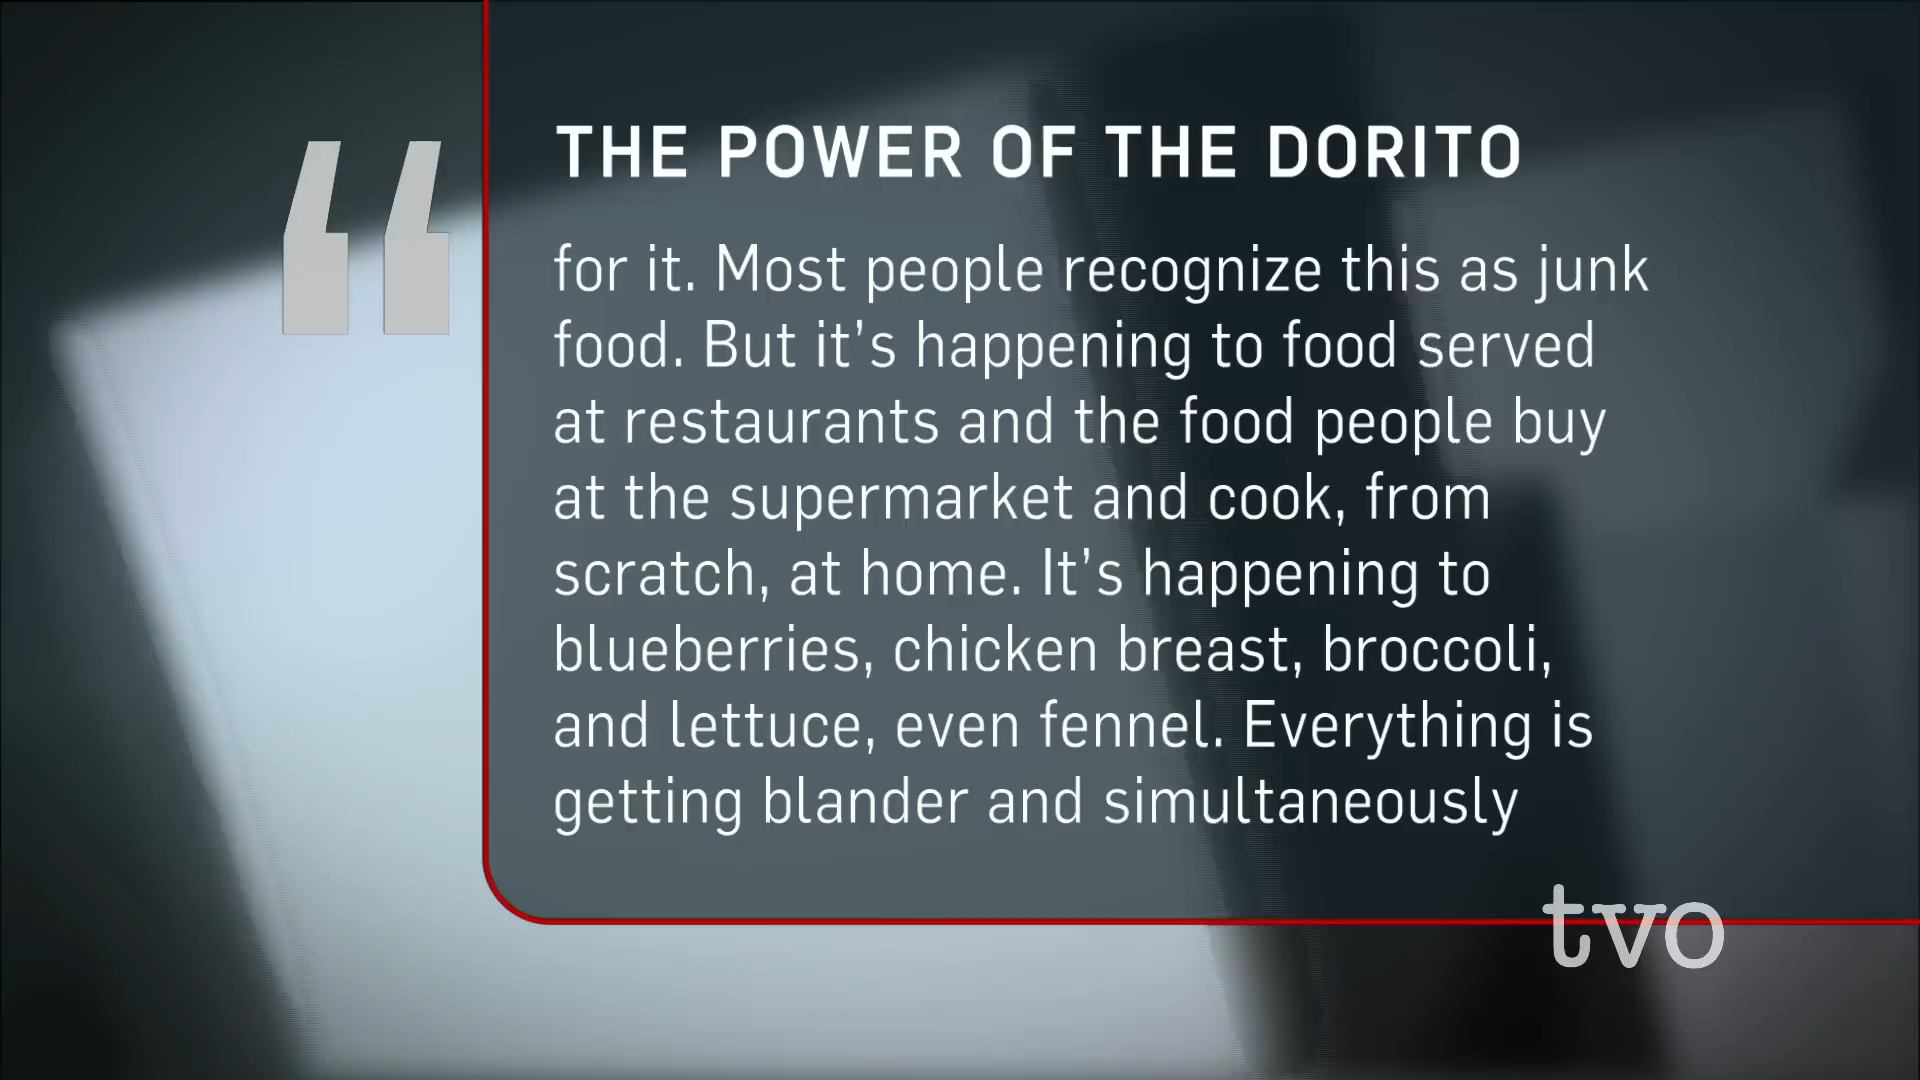 THE POWER OF THE DORITO
for it. Most people recognize this as junk
food. But it’s happening to food served
at restaurants and the food people buy
at the supermarket and cook, from
scratch, at home. It’s happening to
blueberries, chicken breast, broccoli,
and lettuce, even fennel. Everything is
getting blander and simultaneously
tvo